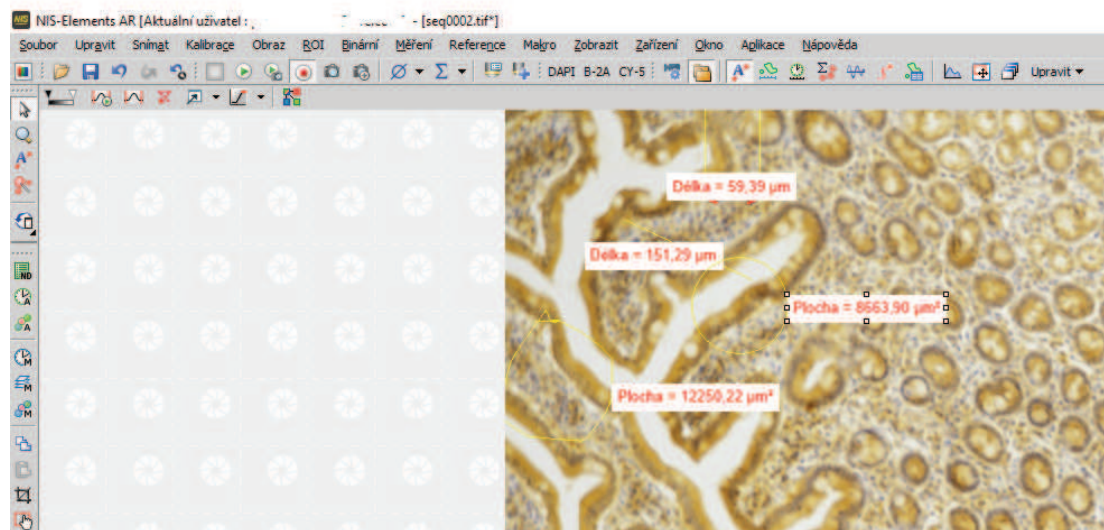 NIS-Elements AR [Aktuální uživatel : - [seq0002.tif*]
Soubor Upravit Snímat Kalibrace Obraz ROI Binární Měření Reference Makro Zobrazit Zařízení Okno Aplikace Nápověda
DAPI B-2A CY-5 Upravit
Délka = 59,39 µm
Délka = 151,29 µm
Plocha = 8663,90 µm²
Plocha = 12250,22 µm²
ND
A
A
M
M
M